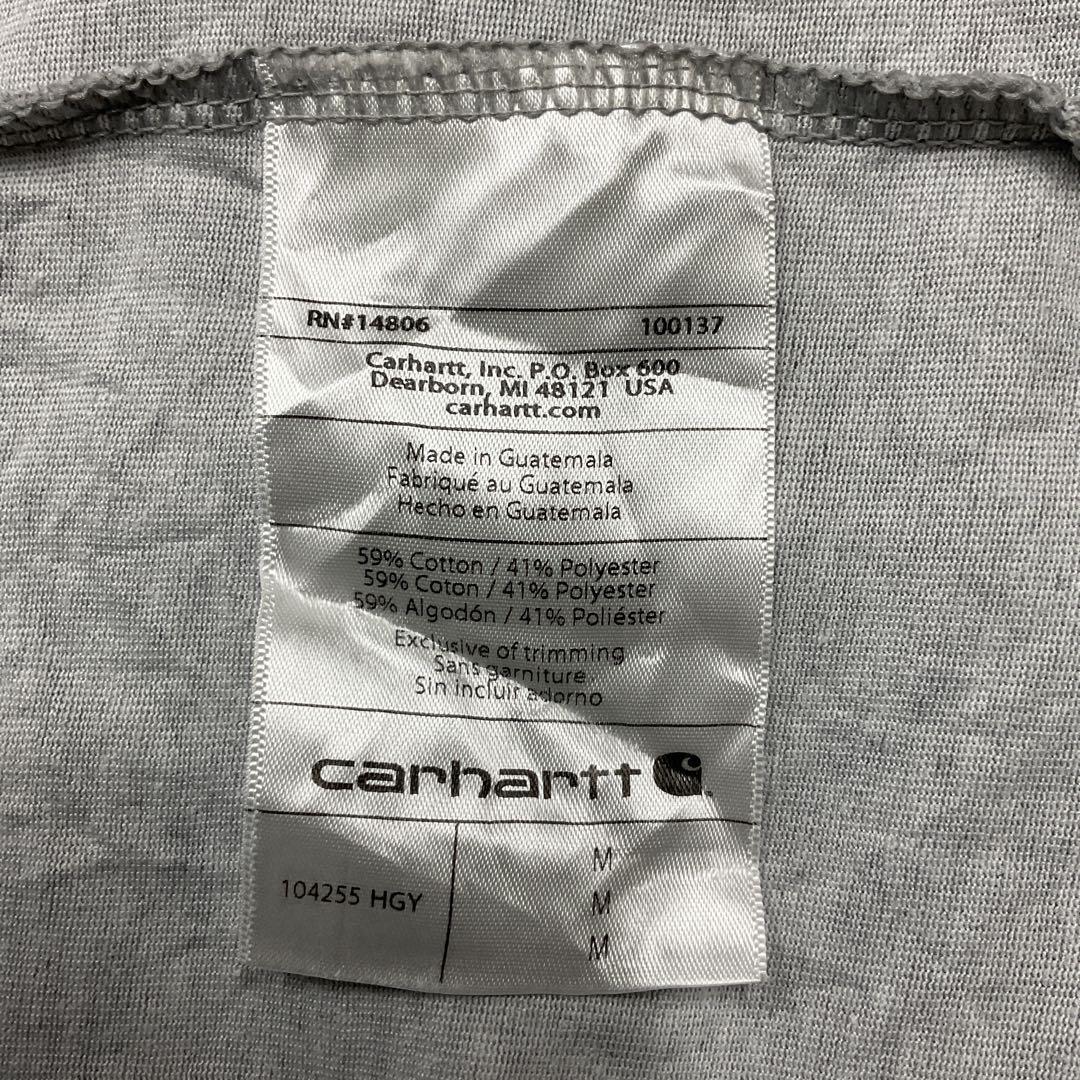 RN#14806 100137
Carhartt, Inc. P.O. Box 600
Dearborn, MI 48121 USA
carhartt.com
Made in Guatemala
Fabriqué au Guatemala
Hecho en Guatemala
59% Cotton / 41% Polyester
59% Coton / 41% Polyester
59% Algodón / 41% Poliéster
Exclusive of trimming
Sans garniture
Sin incluir adorno
carhartt
104255 HGY
M
M
M